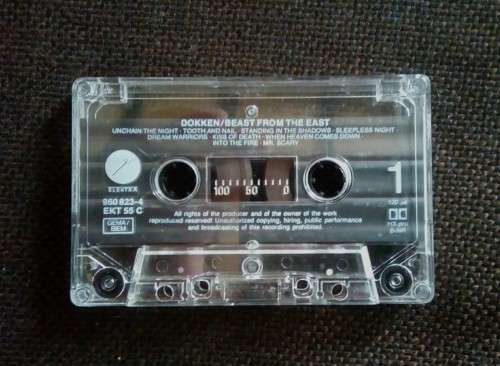 DOKKEN/BEAST FROM THE EAST
UNCHAIN THE NIGHT · TOOTH AND NAIL · STANDING IN THE SHADOWS · SLEEPLESS NIGHT ·
DREAM WARRIORS · KISS OF DEATH · WHEN HEAVEN COMES DOWN ·
INTO THE FIRE · MR. SCARY
ELEKTRA
960 823-4
EKT 55 C
GEMA/
BIEM
100 50 0
1
All rights of the producer and of the owner of the work
reproduced reserved! Unauthorized copying, hiring, public performance
and broadcasting of this recording prohibited.